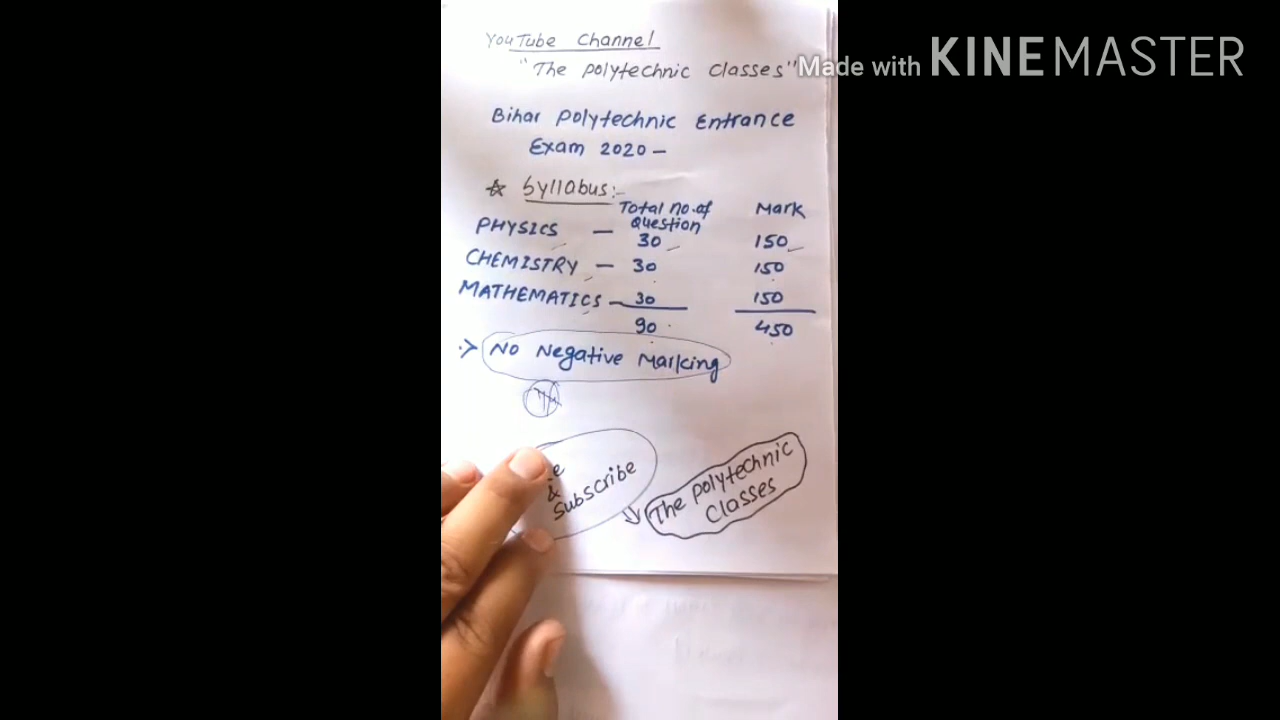 YouTube Channel
"The Polytechnic Classes"
Made with KINEMASTER
Bihar Polytechnic Entrance
Exam 2020 -
☆ Syllabus:-
Total no. of Question Mark
PHYSICS - 30 150
CHEMISTRY - 30 150
MATHEMATICS - 30 150
90 450
No Negative Marking
&
Subscribe
The Polytechnic
Classes